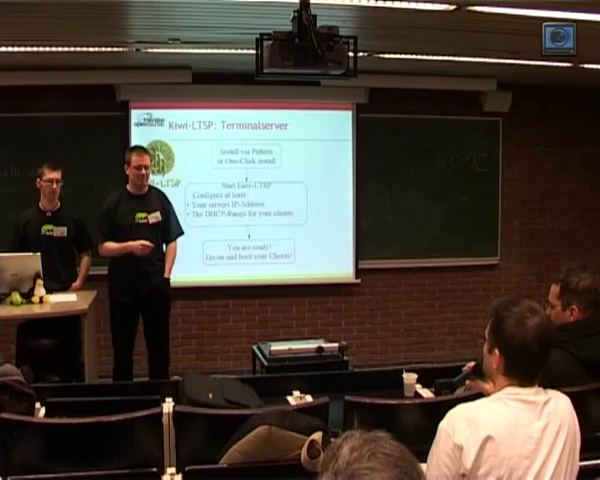 Kiwi-LTSP: Terminalserver
Install via Pattern
or One-Click install
Start Easy-LTSP
Configure at least:
• Your servers IP-Address
• The DHCP-Range for your clients
You are ready!
Go on and boot your Clients!